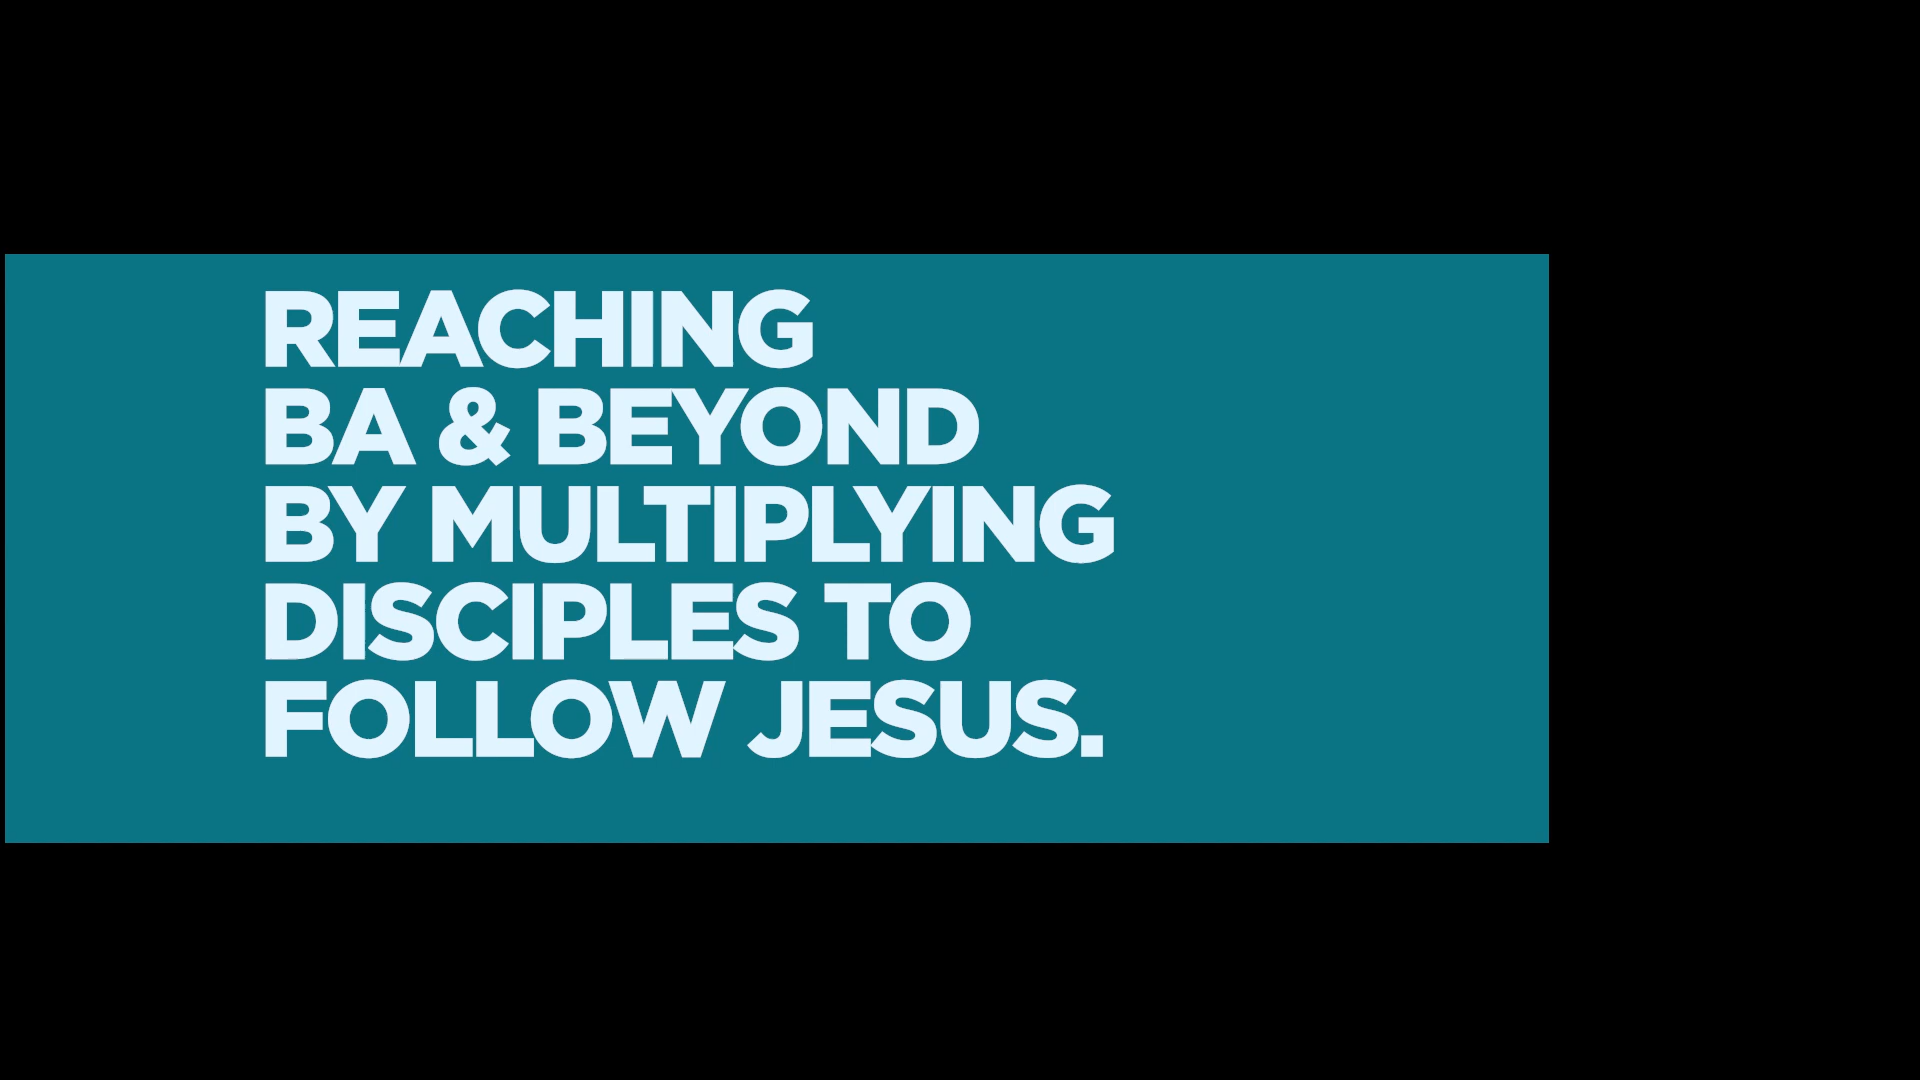 REACHING
BA & BEYOND
BY MULTIPLYING
DISCIPLES TO
FOLLOW JESUS.